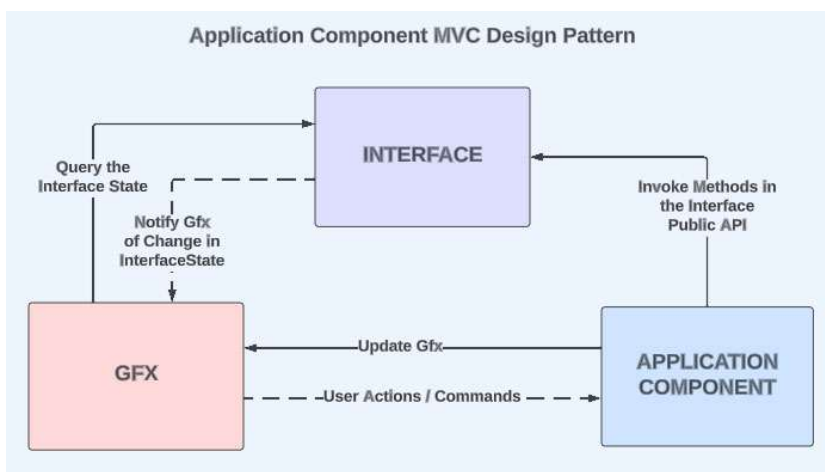 Application Component MVC Design Pattern
INTERFACE
Query the
Interface State
Invoke Methods in
the Interface
Public API
Notify Gfx
of Change in
InterfaceState
Update Gfx
GFX
APPLICATION
COMPONENT
User Actions / Commands